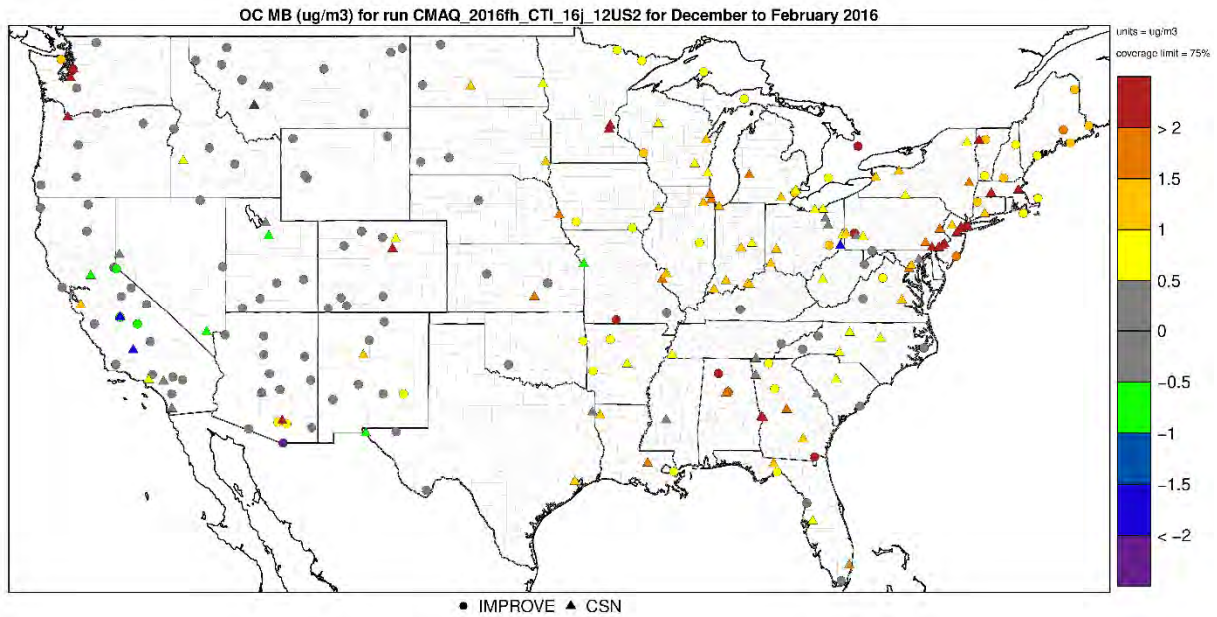 OC MB (ug/m3) for run CMAQ_2016fh_CTI_16j_12US2 for December to February 2016
units = ug/m3
coverage limit = 75%
> 2
1.5
1
0.5
0
−0.5
−1
−1.5
< −2
● IMPROVE ▲ CSN